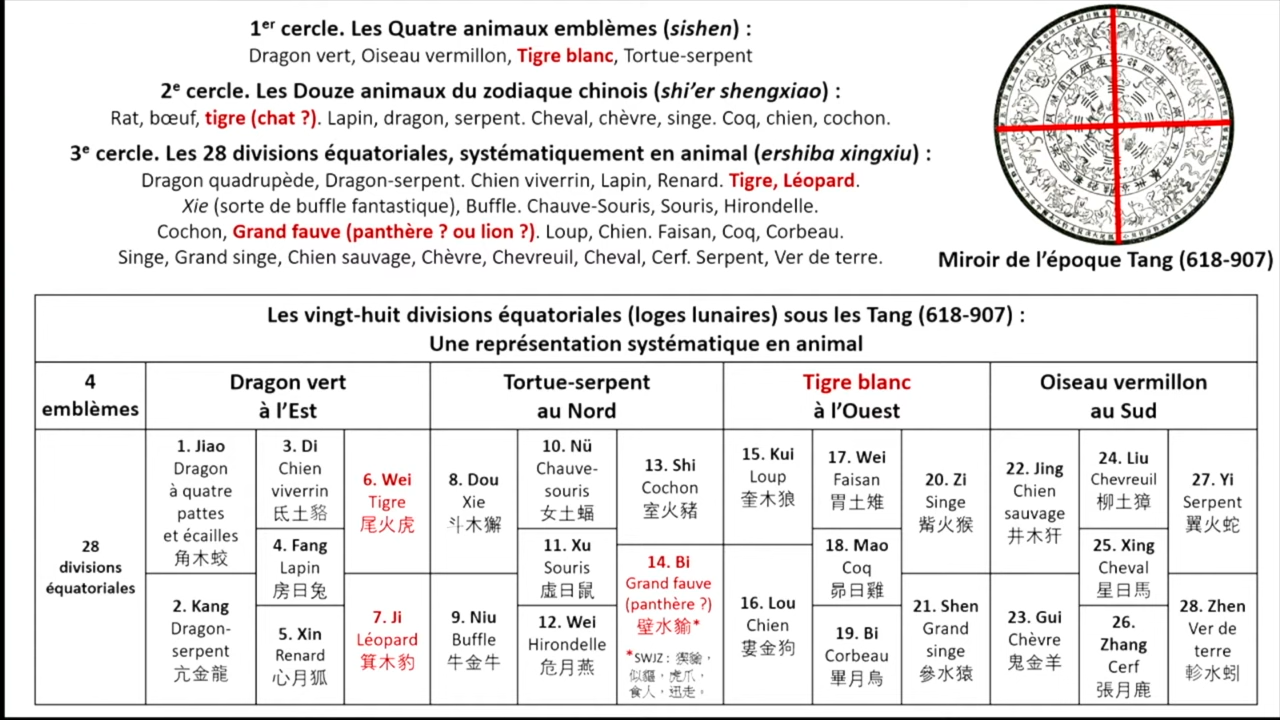 1er cercle. Les Quatre animaux emblèmes (sishen) :
Dragon vert, Oiseau vermillon, Tigre blanc, Tortue-serpent
2e cercle. Les Douze animaux du zodiaque chinois (shi’er shengxiao) :
Rat, bœuf, tigre (chat ?). Lapin, dragon, serpent. Cheval, chèvre, singe. Coq, chien, cochon.
3e cercle. Les 28 divisions équatoriales, systématiquement en animal (ershiba xingxiu) :
Dragon quadrupède, Dragon-serpent. Chien viverrin, Lapin, Renard. Tigre, Léopard.
Xie (sorte de buffle fantastique), Buffle. Chauve-Souris, Souris, Hirondelle.
Cochon, Grand fauve (panthère ? ou lion ?). Loup, Chien. Faisan, Coq, Corbeau.
Singe, Grand singe, Chien sauvage, Chèvre, Chevreuil, Cheval, Cerf. Serpent, Ver de terre.
Miroir de l’époque Tang (618-907)
Les vingt-huit divisions équatoriales (loges lunaires) sous les Tang (618-907) :
Une représentation systématique en animal
4
emblèmes
Dragon vert
à l’Est
Tortue-serpent
au Nord
Tigre blanc
à l’Ouest
Oiseau vermillon
au Sud
28
divisions
équatoriales
1. Jiao
Dragon
à quatre
pattes
et écailles
角木蛟
2. Kang
Dragon-
serpent
亢金龍
3. Di
Chien
viverrin
氐土貉
4. Fang
Lapin
房日兔
5. Xin
Renard
心月狐
6. Wei
Tigre
尾火虎
7. Ji
Léopard
箕木豹
8. Dou
Xie
斗木獬
9. Niu
Buffle
牛金牛
10. Nü
Chauve-
souris
女土蝠
11. Xu
Souris
虛日鼠
12. Wei
Hirondelle
危月燕
13. Shi
Cochon
室火豬
14. Bi
Grand fauve
(panthère ?)
壁水貐*
*SWJZ : 猰貐，
似貙，虎爪，
食人，迅走。
15. Kui
Loup
奎木狼
16. Lou
Chien
婁金狗
17. Wei
Faisan
胃土雉
18. Mao
Coq
昴日雞
19. Bi
Corbeau
畢月烏
20. Zi
Singe
觜火猴
21. Shen
Grand
singe
參水猿
22. Jing
Chien
sauvage
井木犴
23. Gui
Chèvre
鬼金羊
24. Liu
Chevreuil
柳土獐
25. Xing
Cheval
星日馬
26.
Zhang
Cerf
張月鹿
27. Yi
Serpent
翼火蛇
28. Zhen
Ver de
terre
軫水蚓